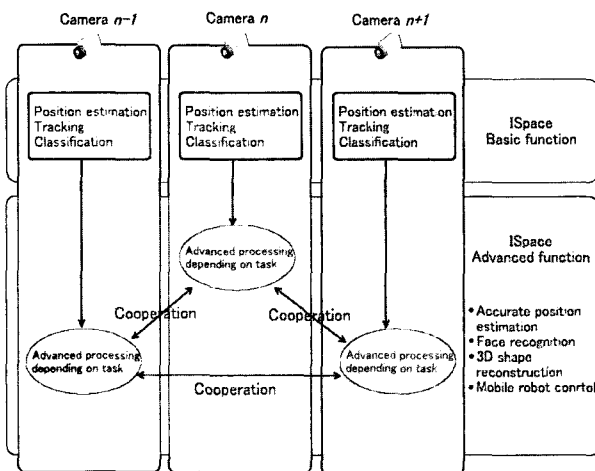 Camera n-1
Camera n
Camera n+1
Position estimation
Tracking
Classification
Position estimation
Tracking
Classification
Position estimation
Tracking
Classification
ISpace
Basic function
Advanced processing
depending on task
ISpace
Advanced function
Cooperation
Cooperation
• Accurate position
estimation
• Face recognition
• 3D shape
reconstruction
• Mobile robot conrtol
Advanced processing
depending on task
Advanced processing
depending on task
Cooperation